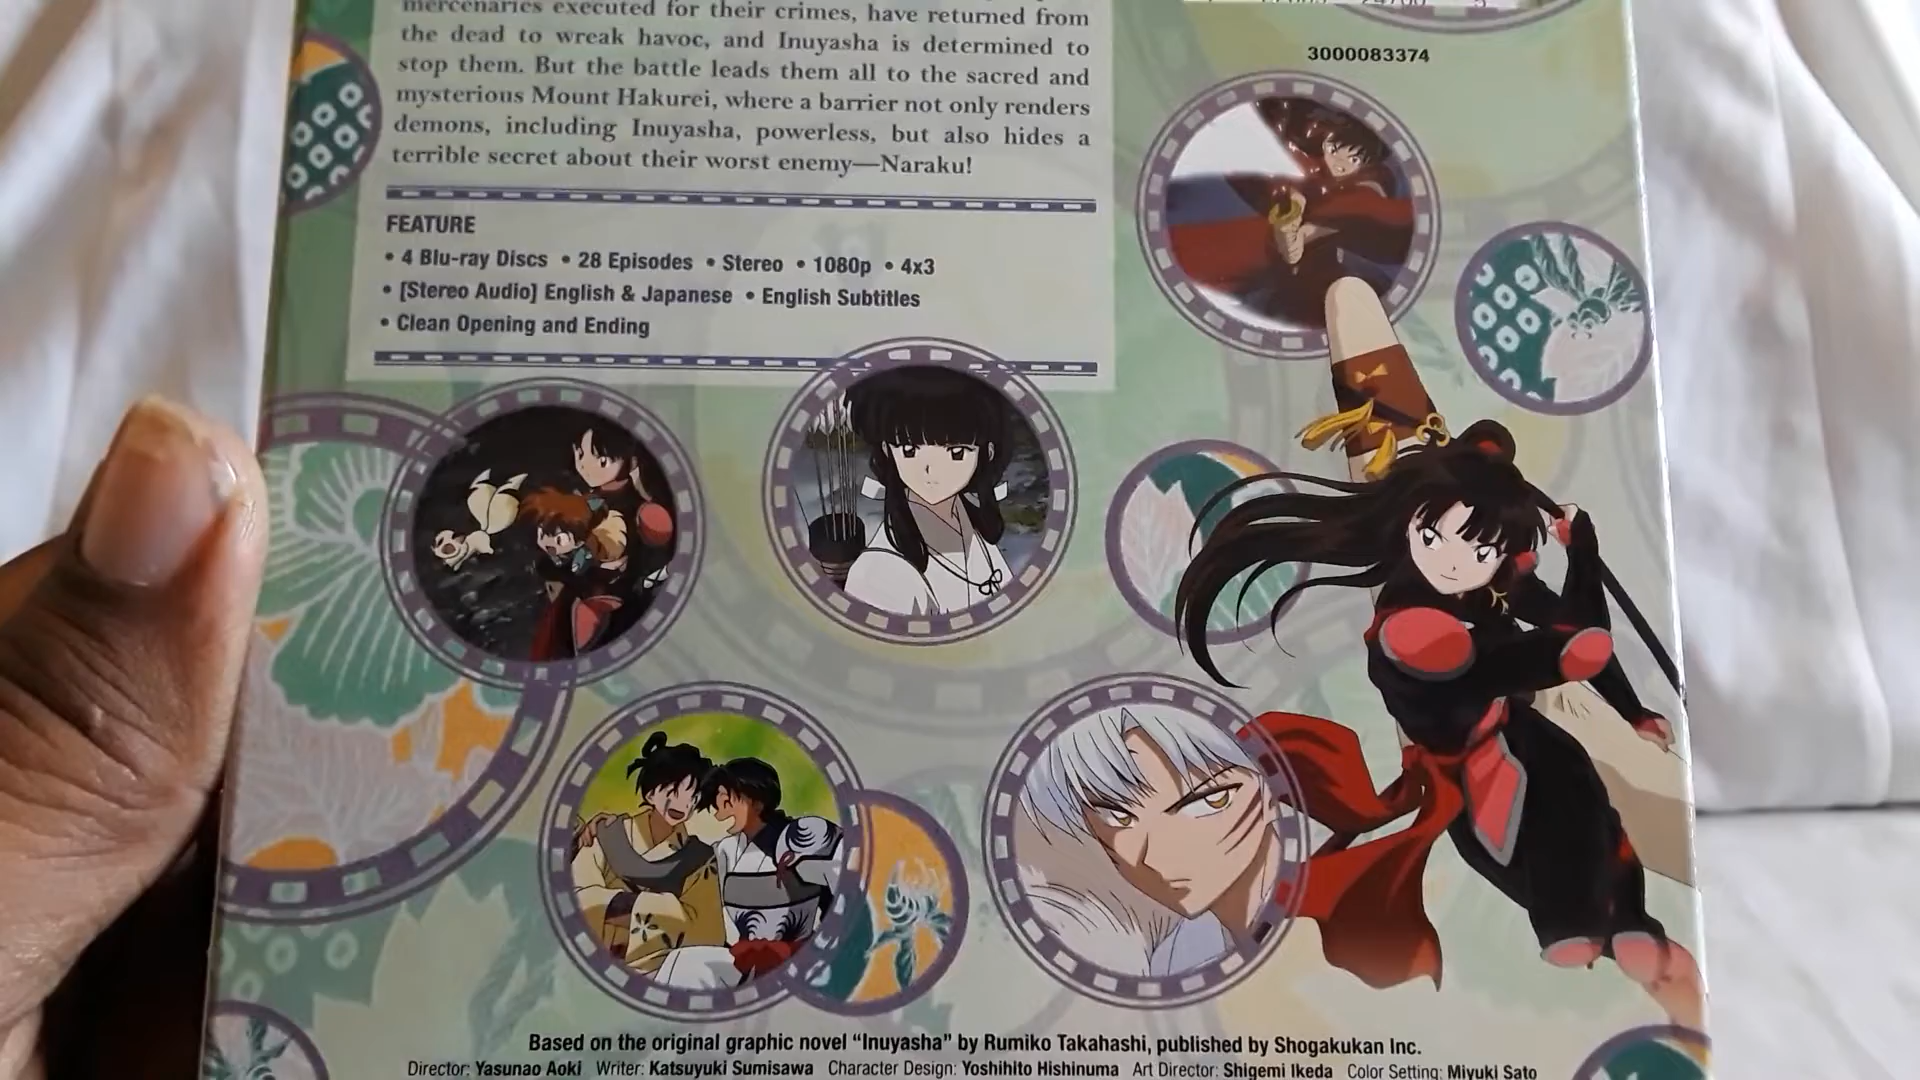 mercenaries executed for their crimes, have returned from
the dead to wreak havoc, and Inuyasha is determined to
stop them. But the battle leads them all to the sacred and
mysterious Mount Hakurei, where a barrier not only renders
demons, including Inuyasha, powerless, but also hides a
terrible secret about their worst enemy—Naraku!
3000083374
FEATURE
• 4 Blu-ray Discs • 28 Episodes • Stereo • 1080p • 4x3
• [Stereo Audio] English & Japanese • English Subtitles
• Clean Opening and Ending
Based on the original graphic novel “Inuyasha” by Rumiko Takahashi, published by Shogakukan Inc.
Director: Yasunao Aoki Writer: Katsuyuki Sumisawa Character Design: Yoshihito Hishinuma Art Director: Shigemi Ikeda Color Setting: Miyuki Sato